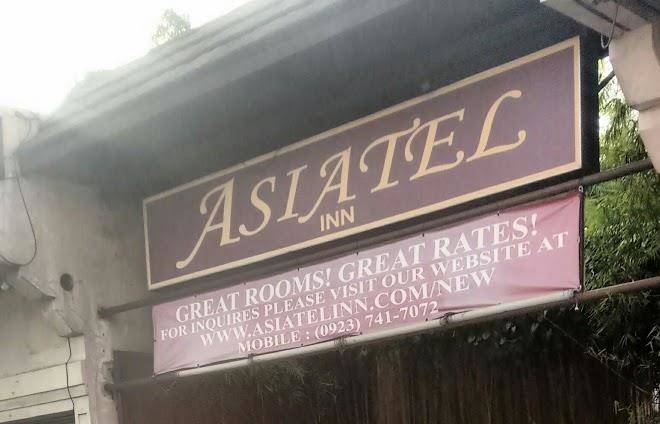 ASIATEL
INN
GREAT ROOMS! GREAT RATES!
FOR INQUIRES PLEASE VISIT OUR WEBSITE AT
WWW.ASIATELINN.COM/NEW
MOBILE : (0923) 741-7072